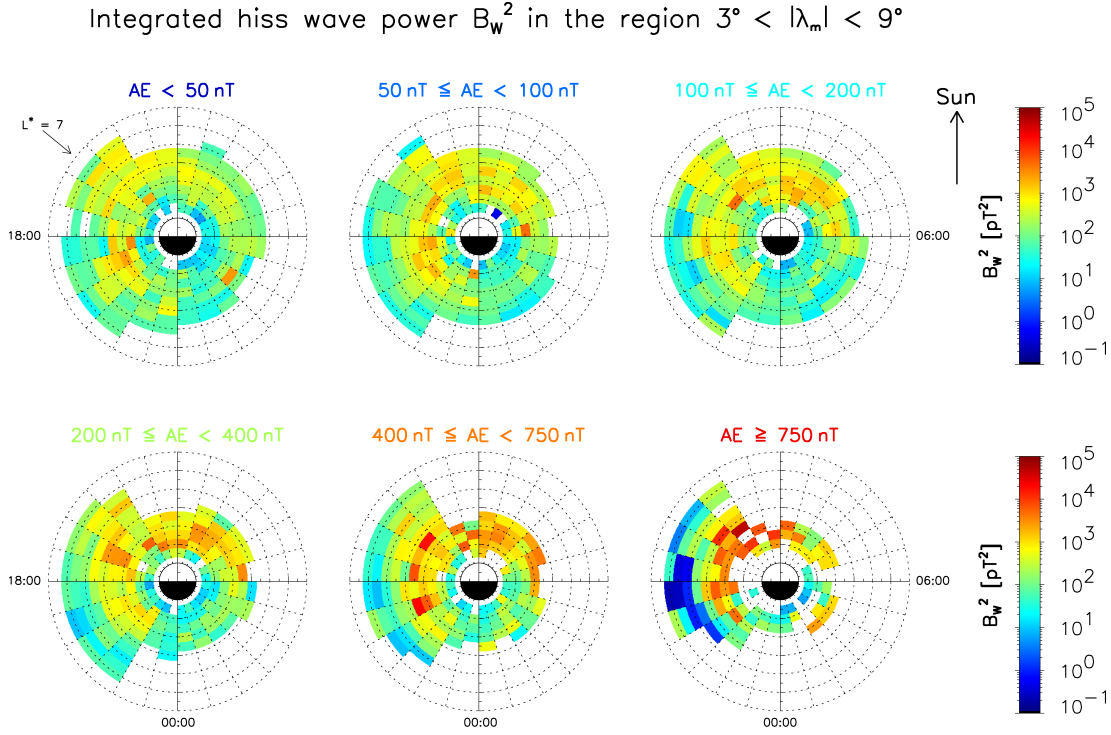 Integrated hiss wave power B_W^2 in the region 3° < |λ_m| < 9°
AE < 50 nT
50 nT ≦ AE < 100 nT
100 nT ≦ AE < 200 nT
L* = 7
Sun
18:00
06:00
10^5
10^4
10^3
10^2
10^1
10^0
10^-1
B_W^2 [pT^2]
200 nT ≦ AE < 400 nT
400 nT ≦ AE < 750 nT
AE ≧ 750 nT
18:00
06:00
10^5
10^4
10^3
10^2
10^1
10^0
10^-1
B_W^2 [pT^2]
00:00
00:00
00:00